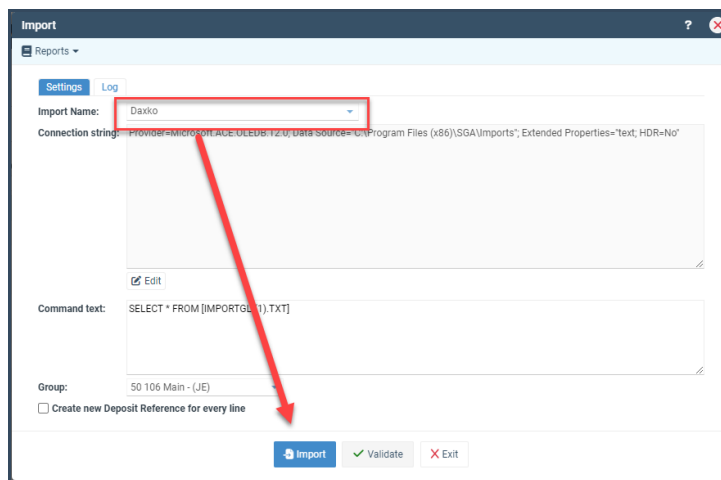 Import
?
Reports
Settings Log
Import Name: Daxko
Connection string: Provider=Microsoft.ACE.OLEDB.12.0; Data Source="C:\Program Files (x86)\SGA\Imports"; Extended Properties="text; HDR=No"
Edit
Command text: SELECT * FROM [IMPORTGL (1).TXT]
Group: 50 106 Main - (JE)
Create new Deposit Reference for every line
Import Validate Exit